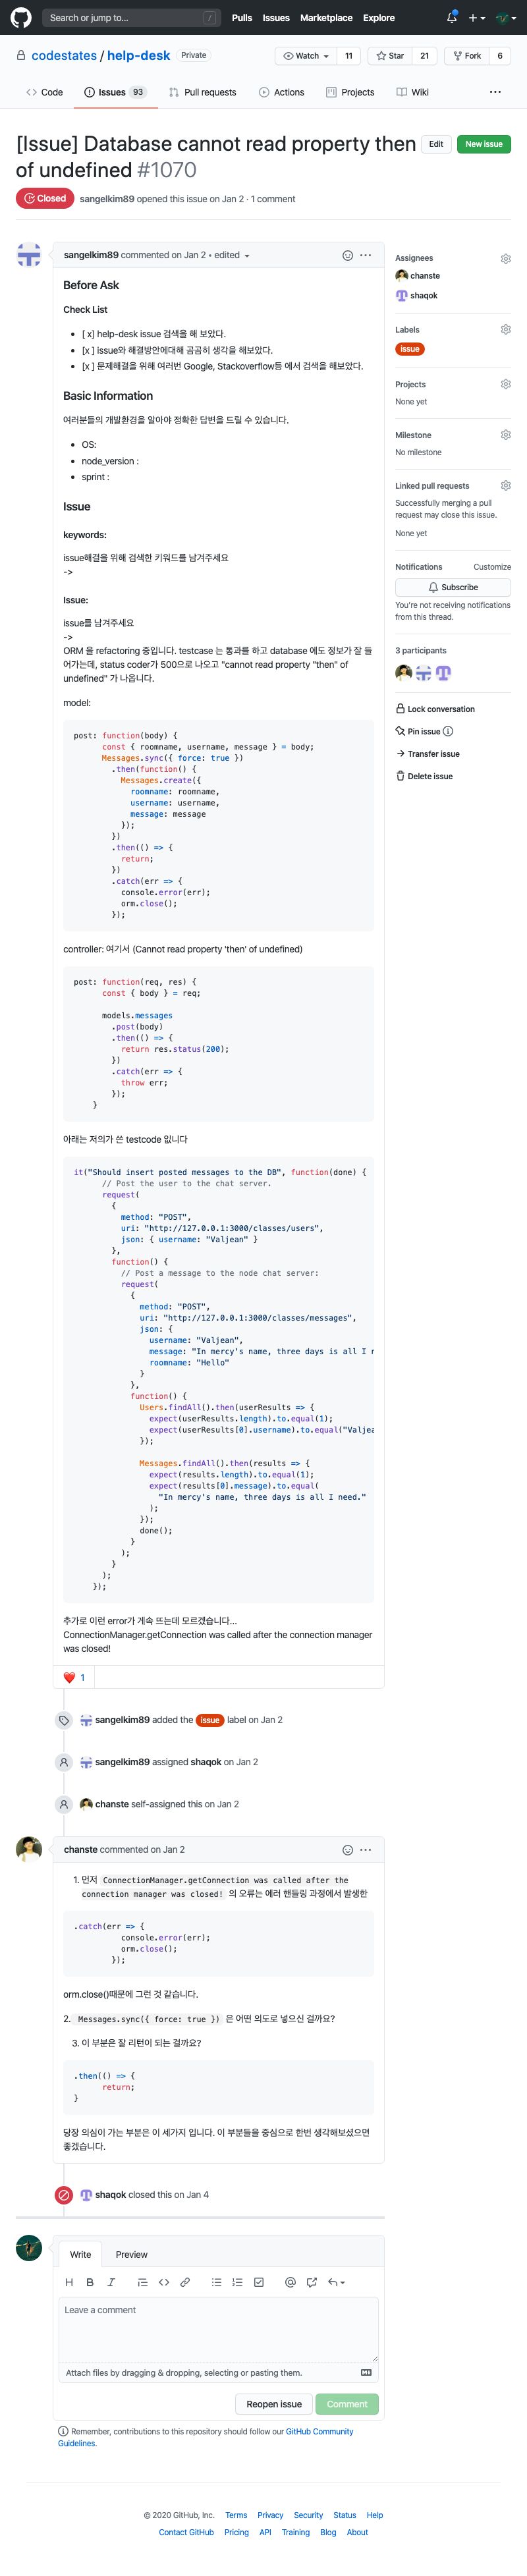 Search or jump to...
/
Pulls
Issues
Marketplace
Explore
codestates / help-desk
Private
Watch
11
Star
21
Fork
6
Code
Issues 93
Pull requests
Actions
Projects
Wiki
[Issue] Database cannot read property then
of undefined #1070
Edit
New issue
Closed
sangelkim89 opened this issue on Jan 2 · 1 comment
sangelkim89 commented on Jan 2 • edited
Before Ask
Check List
[ x] help-desk issue 검색을 해 보았다.
[x ] issue와 해결방안에대해 곰곰히 생각을 해보았다.
[x ] 문제해결을 위해 여러번 Google, Stackoverflow등 에서 검색을 해보았다.
Basic Information
여러분들의 개발환경을 알아야 정확한 답변을 드릴 수 있습니다.
OS:
node_version :
sprint :
Issue
keywords:
issue해결을 위해 검색한 키워드를 남겨주세요
->
Issue:
issue를 남겨주세요
->
ORM 을 refactoring 중입니다. testcase 는 통과를 하고 database 에도 정보가 잘 들
어가는데, status coder가 500으로 나오고 "cannot read property "then" of
undefined" 가 나옵니다.
model:
post: function(body) {
const { roomname, username, message } = body;
Messages.sync({ force: true })
.then(function() {
Messages.create({
roomname: roomname,
username: username,
message: message
});
})
.then(() => {
return;
})
.catch(err => {
console.error(err);
orm.close();
});
controller: 여기서 (Cannot read property 'then' of undefined)
post: function(req, res) {
const { body } = req;
models.messages
.post(body)
.then(() => {
return res.status(200);
})
.catch(err => {
throw err;
});
}
아래는 저의가 쓴 testcode 입니다
it("Should insert posted messages to the DB", function(done) {
// Post the user to the chat server.
request(
{
method: "POST",
uri: "http://127.0.0.1:3000/classes/users",
json: { username: "Valjean" }
},
function() {
// Post a message to the node chat server:
request(
{
method: "POST",
uri: "http://127.0.0.1:3000/classes/messages",
json: {
username: "Valjean",
message: "In mercy's name, three days is all I
roomname: "Hello"
}
},
function() {
Users.findAll().then(userResults => {
expect(userResults.length).to.equal(1);
expect(userResults[0].username).to.equal("Valjea
});
Messages.findAll().then(results => {
expect(results.length).to.equal(1);
expect(results[0].message).to.equal(
"In mercy's name, three days is all I need."
);
});
done();
}
);
}
);
});
추가로 이런 error가 게속 뜨는데 모르겠습니다...
ConnectionManager.getConnection was called after the connection manager
was closed!
1
sangelkim89 added the issue label on Jan 2
sangelkim89 assigned shaqok on Jan 2
chanste self-assigned this on Jan 2
chanste commented on Jan 2
1. 먼저 ConnectionManager.getConnection was called after the
connection manager was closed! 의 오류는 에러 핸들링 과정에서 발생한
.catch(err => {
console.error(err);
orm.close();
});
orm.close()때문에 그런 것 같습니다.
2. Messages.sync({ force: true }) 은 어떤 의도로 넣으신 걸까요?
3. 이 부분은 잘 리턴이 되는 걸까요?
.then(() => {
return;
}
당장 의심이 가는 부분은 이 세가지 입니다. 이 부분들을 중심으로 한번 생각해보셨으면
좋겠습니다.
shaqok closed this on Jan 4
Write
Preview
Leave a comment
Attach files by dragging & dropping, selecting or pasting them.
Reopen issue
Comment
Remember, contributions to this repository should follow our GitHub Community
Guidelines.
Assignees
chanste
shaqok
Labels
issue
Projects
None yet
Milestone
No milestone
Linked pull requests
Successfully merging a pull
request may close this issue.
None yet
Notifications
Customize
Subscribe
You're not receiving notifications
from this thread.
3 participants
Lock conversation
Pin issue
Transfer issue
Delete issue
© 2020 GitHub, Inc.
Terms
Privacy
Security
Status
Help
Contact GitHub
Pricing
API
Training
Blog
About